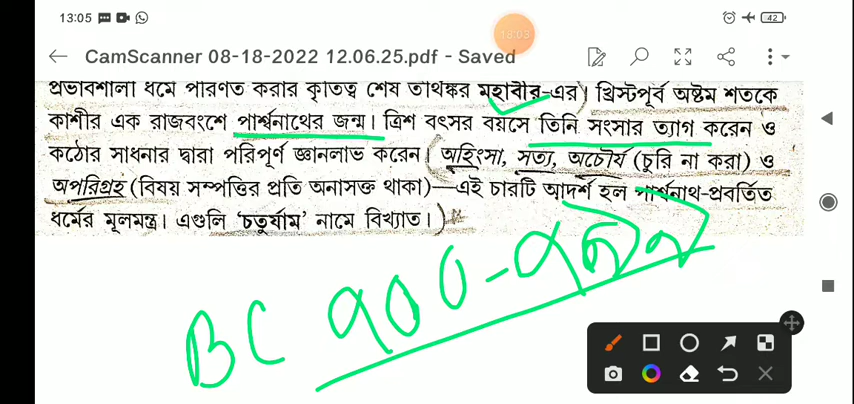 13:05
18:03
42
CamScanner 08-18-2022 12.06.25.pdf - Saved
প্রভাবশালী ধর্মে পরিণত করার কৃতিত্ব শেষ তীর্থঙ্কর মহাবীর-এর) খ্রিস্টপূর্ব অষ্টম শতকে
কাশীর এক রাজবংশে পার্শ্বনাথের জন্ম। ত্রিশ বৎসর বয়সে তিনি সংসার ত্যাগ করেন ও
কঠোর সাধনার দ্বারা পরিপূর্ণ জ্ঞানলাভ করেন। (অহিংসা, সত্য, অচৌর্য (চুরি না করা) ও
অপরিগ্রহ (বিষয় সম্পত্তির প্রতি অনাসক্ত থাকা)—এই চারটি আদর্শ হল পার্শ্বনাথ-প্রবর্তিত
ধর্মের মূলমন্ত্র। এগুলি ‘চতুর্যাম’ নামে বিখ্যাত।)
BC ৭০০-